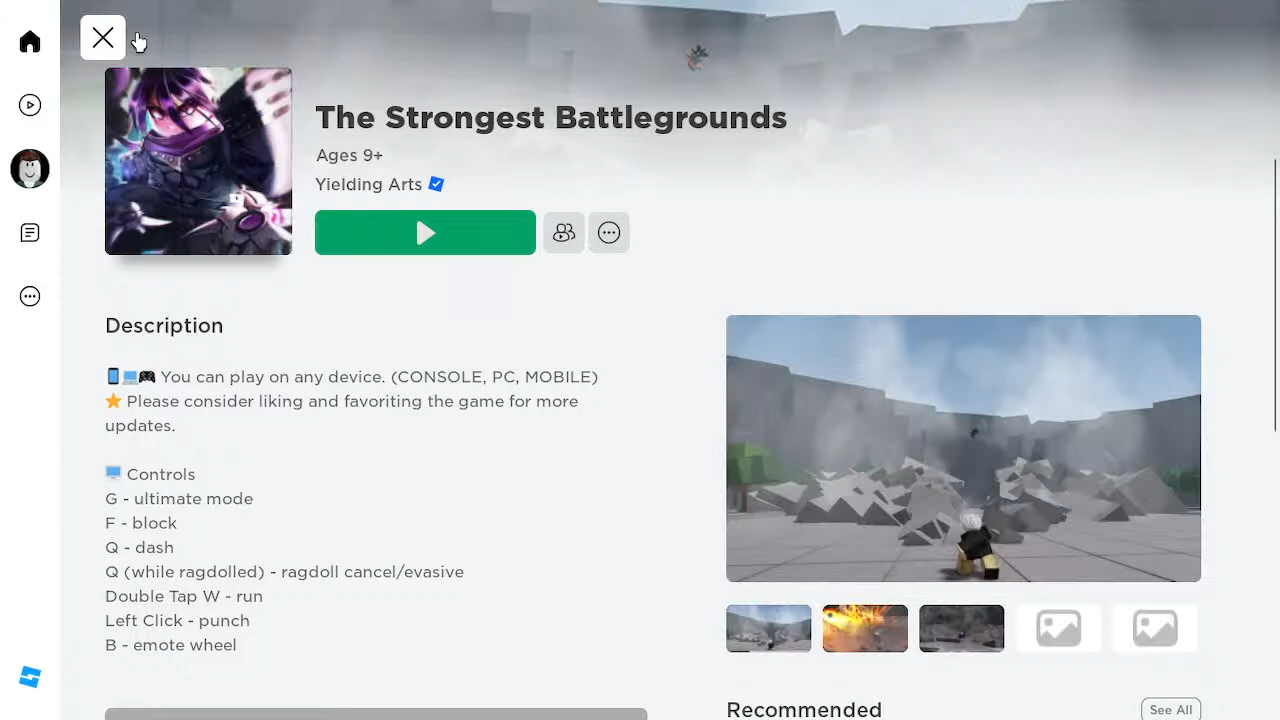 The Strongest Battlegrounds
Ages 9+
Yielding Arts
Description
You can play on any device. (CONSOLE, PC, MOBILE)
Please consider liking and favoriting the game for more
updates.
Controls
G - ultimate mode
F - block
Q - dash
Q (while ragdolled) - ragdoll cancel/evasive
Double Tap W - run
Left Click - punch
B - emote wheel
Recommended
See All